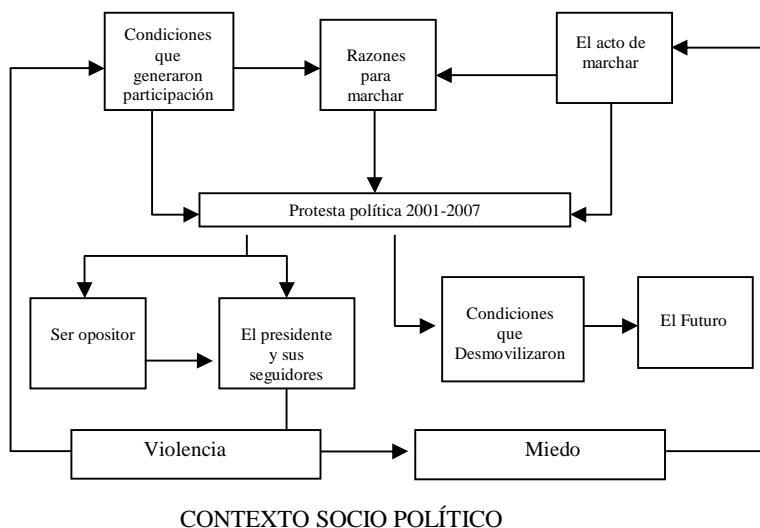 Condiciones
que
generaron
participación
Razones
para
marchar
El acto de
marchar
Protesta política 2001-2007
Ser opositor
El presidente
y sus
seguidores
Condiciones
que
Desmovilizaron
El Futuro
Violencia
Miedo
CONTEXTO SOCIO POLÍTICO